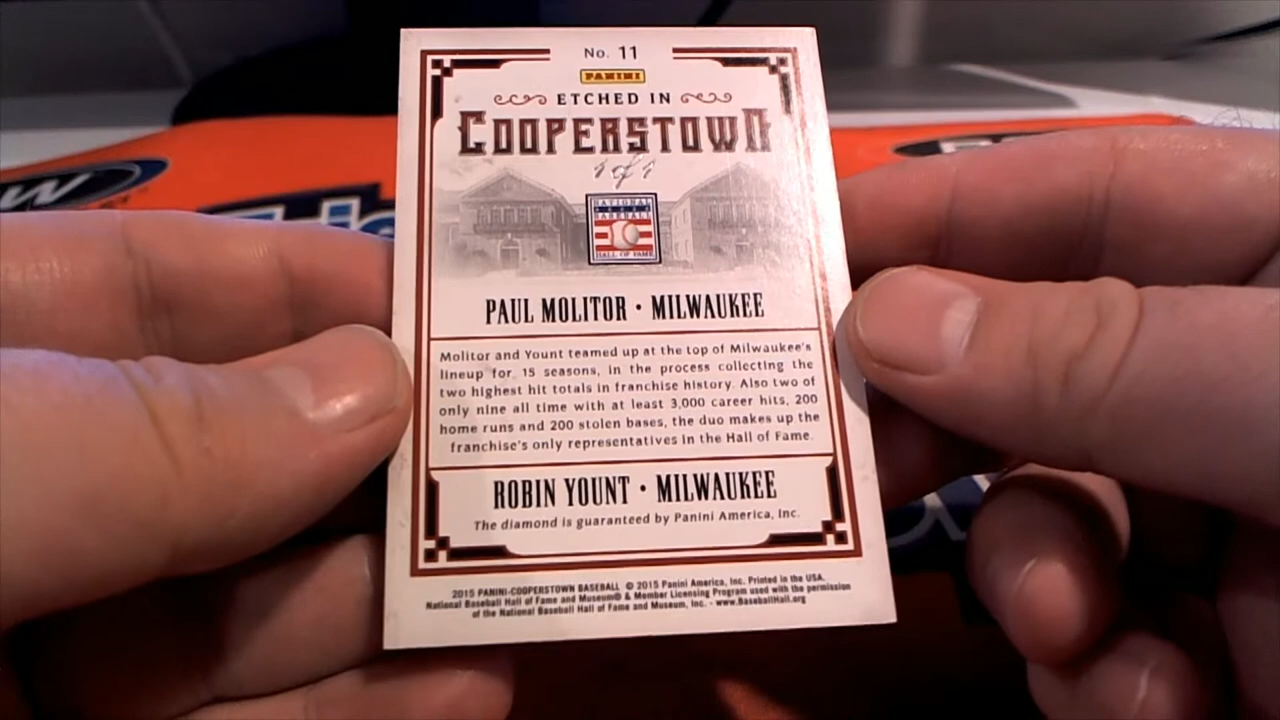 No. 11
PANINI
ETCHED IN
COOPERSTOWN
1 of 1
NATIONAL
BASEBALL
HALL OF FAME
PAUL MOLITOR • MILWAUKEE
Molitor and Yount teamed up at the top of Milwaukee's
lineup for 15 seasons, in the process collecting the
two highest hit totals in franchise history. Also two of
only nine all time with at least 3,000 career hits, 200
home runs and 200 stolen bases, the duo makes up the
franchise's only representatives in the Hall of Fame.
ROBIN YOUNT • MILWAUKEE
The diamond is guaranteed by Panini America, Inc.
2015 PANINI-COOPERSTOWN BASEBALL © 2015 Panini America, Inc. Printed in the USA.
National Baseball Hall of Fame and Museum® & Member Licensing Program used with the permission
of the National Baseball Hall of Fame and Museum, Inc. - www.BaseballHall.org